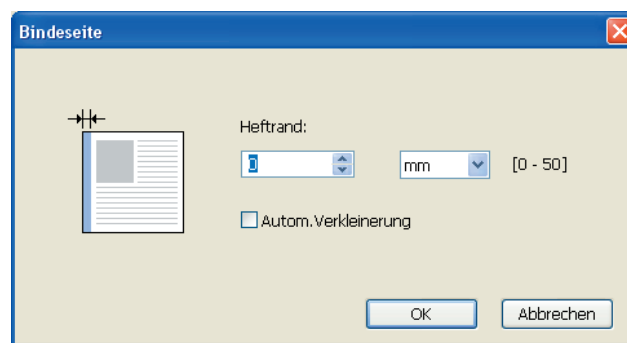 Bindeseite
Heftrand:
0 mm [0 - 50]
Autom.Verkleinerung
OK Abbrechen